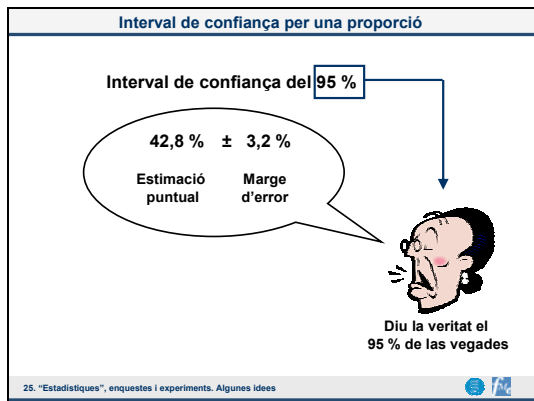 Interval de confiança per una proporció
Interval de confiança del 95 %
42,8 % ± 3,2 %
Estimació Marge
puntual d'error
Diu la veritat el
95 % de las vegades
25. "Estadístiques", enquestes i experiments. Algunes idees